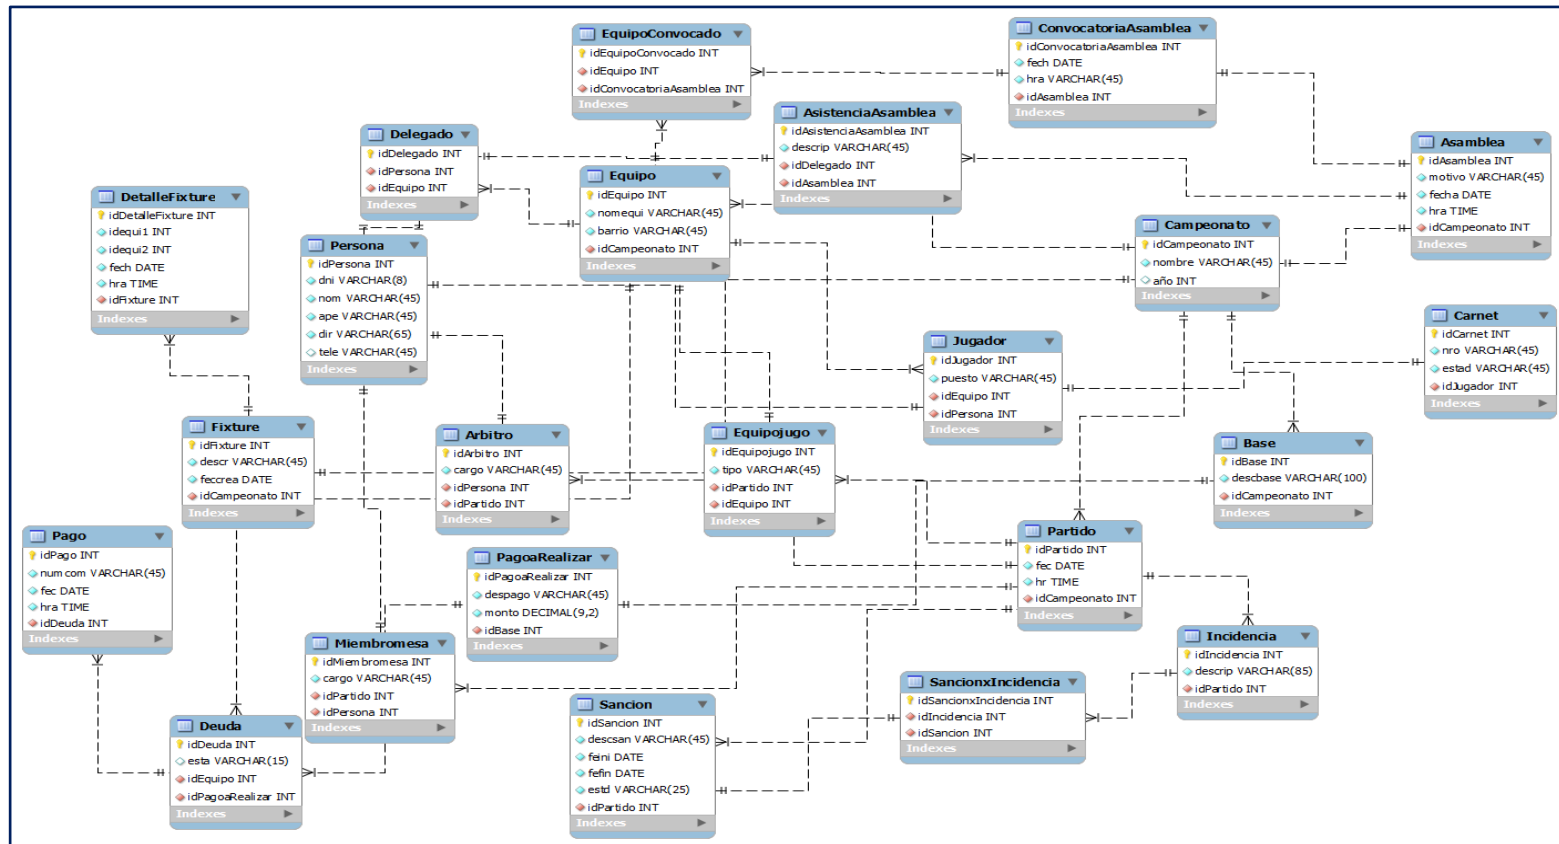 EquipoConvocado
idEquipoConvocado INT
idEquipo INT
idConvocatoriaAsamblea INT
Indexes
ConvocatoriaAsamblea
idConvocatoriaAsamblea INT
fech DATE
hra VARCHAR(45)
idAsamblea INT
Indexes
AsistenciaAsamblea
idAsistenciaAsamblea INT
descrip VARCHAR(45)
idDelegado INT
idAsamblea INT
Indexes
Delegado
idDelegado INT
idPersona INT
idEquipo INT
Indexes
Asamblea
idAsamblea INT
motivo VARCHAR(45)
fecha DATE
hra TIME
idCampeonato INT
Indexes
Equipo
idEquipo INT
nomequi VARCHAR(45)
barrio VARCHAR(45)
idCampeonato INT
Indexes
DetalleFixture
idDetalleFixture INT
idequi1 INT
idequi2 INT
fech DATE
hra TIME
idFixture INT
Indexes
Campeonato
idCampeonato INT
nombre VARCHAR(45)
año INT
Indexes
Persona
idPersona INT
dni VARCHAR(8)
nom VARCHAR(45)
ape VARCHAR(45)
dir VARCHAR(65)
tele VARCHAR(45)
Indexes
Carnet
idCarnet INT
nro VARCHAR(45)
estad VARCHAR(45)
idJugador INT
Indexes
Jugador
idJugador INT
puesto VARCHAR(45)
idEquipo INT
idPersona INT
Indexes
Fixture
idFixture INT
descr VARCHAR(45)
feccrea DATE
idCampeonato INT
Indexes
Arbitro
idArbitro INT
cargo VARCHAR(45)
idPersona INT
idPartido INT
Indexes
Equipojugo
idEquipojugo INT
tipo VARCHAR(45)
idPartido INT
idEquipo INT
Indexes
Base
idBase INT
descbase VARCHAR(100)
idCampeonato INT
Indexes
Pago
idPago INT
numcom VARCHAR(45)
fec DATE
hra TIME
idDeuda INT
Indexes
PagoaRealizar
idPagoaRealizar INT
despago VARCHAR(45)
monto DECIMAL(9,2)
idBase INT
Indexes
Partido
idPartido INT
fec DATE
hr TIME
idCampeonato INT
Indexes
Miembromesa
idMiembromesa INT
cargo VARCHAR(45)
idPartido INT
idPersona INT
Indexes
Incidencia
idIncidencia INT
descrip VARCHAR(85)
idPartido INT
Indexes
SancionxIncidencia
idSancionxIncidencia INT
idIncidencia INT
idSancion INT
Indexes
Sancion
idSancion INT
descsan VARCHAR(45)
feini DATE
fefin DATE
estd VARCHAR(25)
idPartido INT
Indexes
Deuda
idDeuda INT
esta VARCHAR(15)
idEquipo INT
idPagoaRealizar INT
Indexes